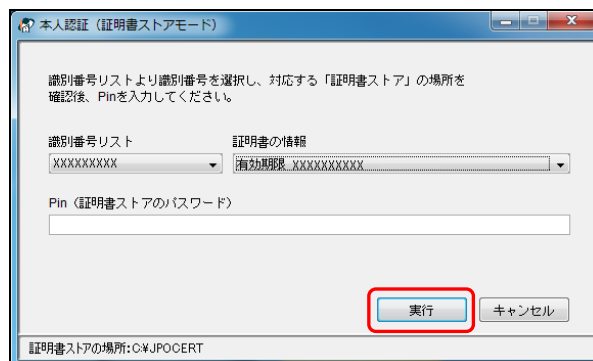 本人認証（証明書ストアモード）
識別番号リストより識別番号を選択し、対応する「証明書ストア」の場所を
確認後、Pinを入力してください。
識別番号リスト 証明書の情報
XXXXXXXXX 有効期限 XXXXXXXXXX
Pin（証明書ストアのパスワード）
実行 キャンセル
証明書ストアの場所:C:¥JPOCERT